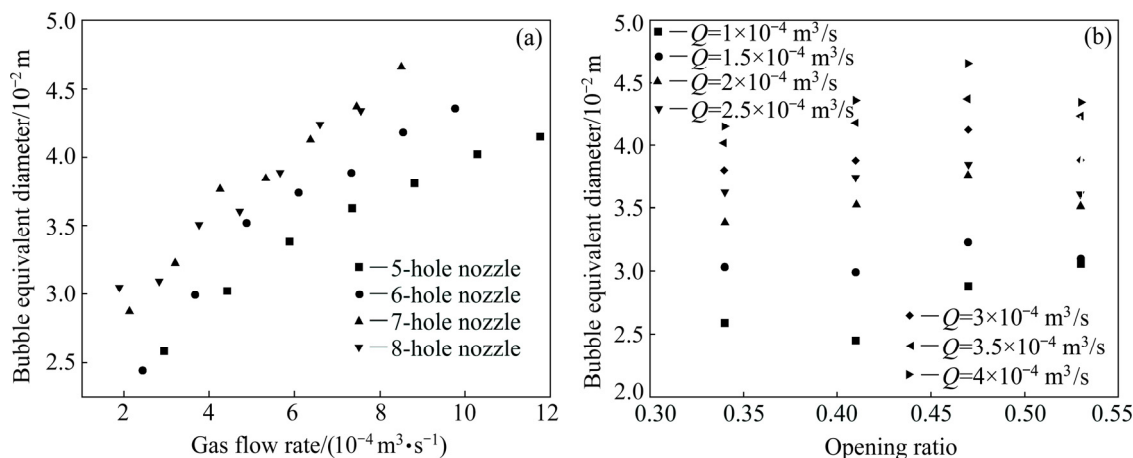 (a)
Bubble equivalent diameter/10⁻² m
5.0
4.5
4.0
3.5
3.0
2.5
2
4
6
8
10
12
Gas flow rate/(10⁻⁴ m³•s⁻¹)
■ —5-hole nozzle
● —6-hole nozzle
▲ —7-hole nozzle
▼ —8-hole nozzle
(b)
Bubble equivalent diameter/10⁻² m
5.0
4.5
4.0
3.5
3.0
2.5
2.0
0.30
0.35
0.40
0.45
0.50
0.55
Opening ratio
■ —Q=1×10⁻⁴ m³/s
● —Q=1.5×10⁻⁴ m³/s
▲ —Q=2×10⁻⁴ m³/s
▼ —Q=2.5×10⁻⁴ m³/s
◆ —Q=3×10⁻⁴ m³/s
◄ —Q=3.5×10⁻⁴ m³/s
► —Q=4×10⁻⁴ m³/s